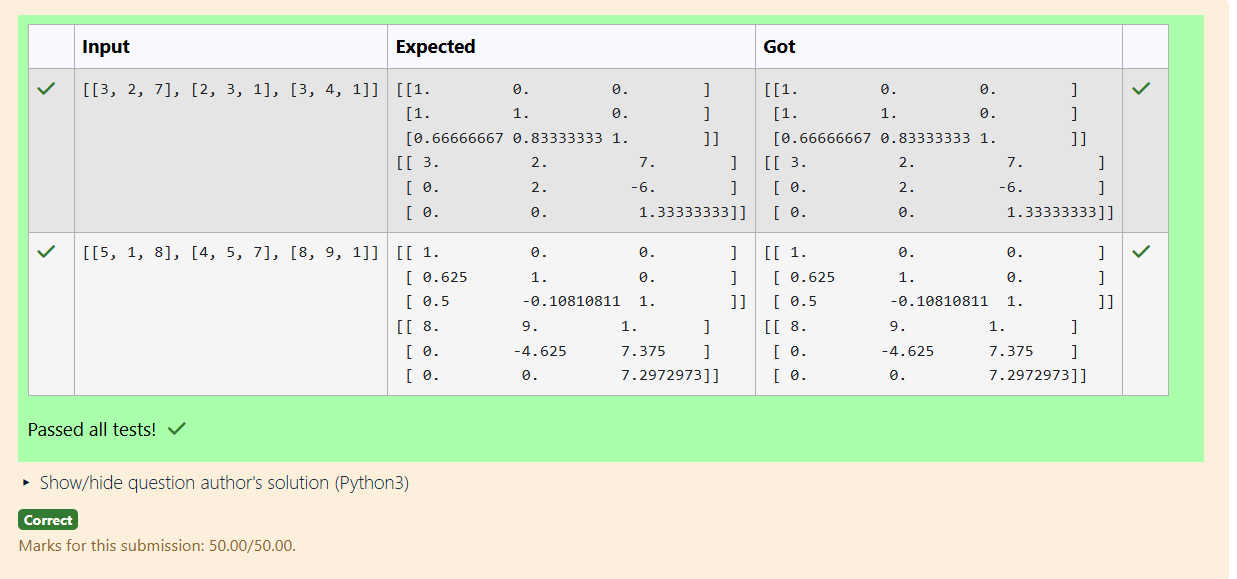 Input Expected Got
[[3, 2, 7], [2, 3, 1], [3, 4, 1]] [[1. 0. 0. ] [[1. 0. 0. ]
[1. 1. 0. ] [1. 1. 0. ]
[0.66666667 0.83333333 1. ]] [0.66666667 0.83333333 1. ]]
[[ 3. 2. 7. ] [[ 3. 2. 7. ]
[ 0. 2. -6. ] [ 0. 2. -6. ]
[ 0. 0. 1.33333333]] [ 0. 0. 1.33333333]]
[[5, 1, 8], [4, 5, 7], [8, 9, 1]] [[ 1. 0. 0. ] [[ 1. 0. 0. ]
[ 0.625 1. 0. ] [ 0.625 1. 0. ]
[ 0.5 -0.10810811 1. ]] [ 0.5 -0.10810811 1. ]]
[[ 8. 9. 1. ] [[ 8. 9. 1. ]
[ 0. -4.625 7.375 ] [ 0. -4.625 7.375 ]
[ 0. 0. 7.2972973]] [ 0. 0. 7.2972973]]
Passed all tests!
Show/hide question author's solution (Python3)
Correct
Marks for this submission: 50.00/50.00.